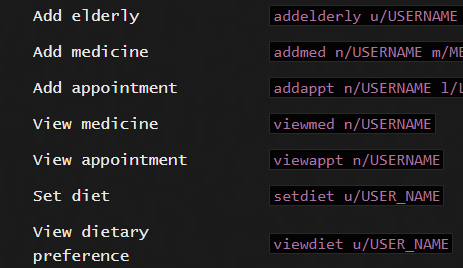 Add elderly addelderly u/USERNAME
Add medicine addmed n/USERNAME
Add appointment addappt n/USERNAME
View medicine viewmed n/USERNAME
View appointment viewappt n/USERNAME
Set diet setdiet u/USER_NAME
View dietary
preference viewdiet u/USER_NAME